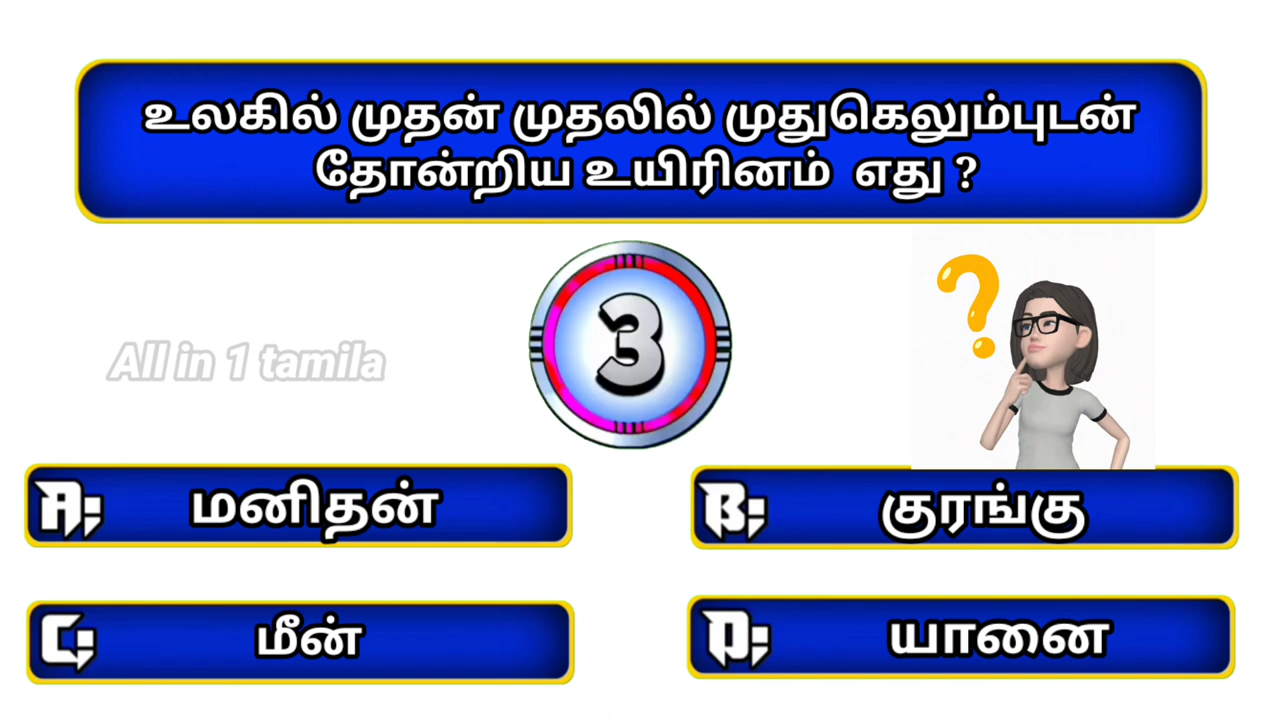 உலகில் முதன் முதலில் முதுகெலும்புடன்
தோன்றிய உயிரினம் எது ?
3
All in 1 tamila
A; மனிதன்
B; குரங்கு
C; மீன்
D; யானை